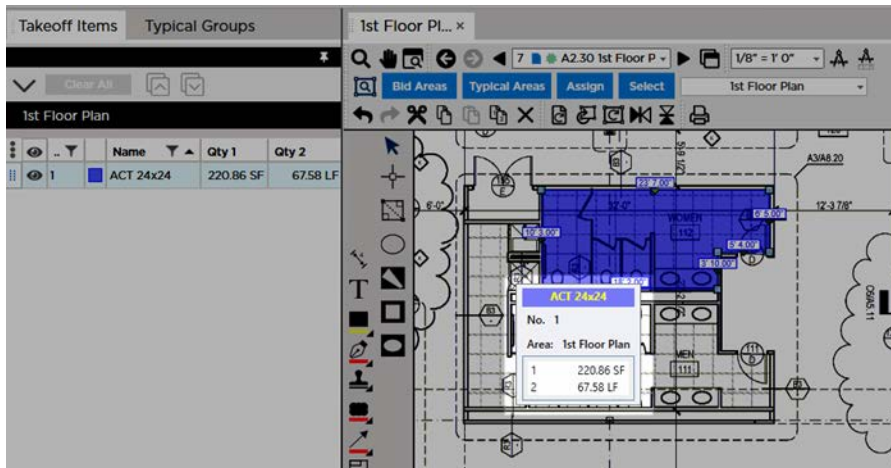 Takeoff Items Typical Groups
Clear All
1st Floor Plan
Name Qty 1 Qty 2
1 ACT 24x24 220.86 SF 67.58 LF
1st Floor Pl... ×
7 A2.30 1st Floor P 1/8" = 1' 0"
Bid Areas Typical Areas Assign Select 1st Floor Plan
T
A3/A8.20
23' 7.00"
6'-0"
32'-0"
12'-3 7/8"
WOMEN
112
6' 5.00"
10' 3.00"
5' 4.00"
3' 10.00"
D
ACT 24x24
No. 1
Area: 1st Floor Plan
1 220.86 SF
2 67.58 LF
MEN
111
111
D